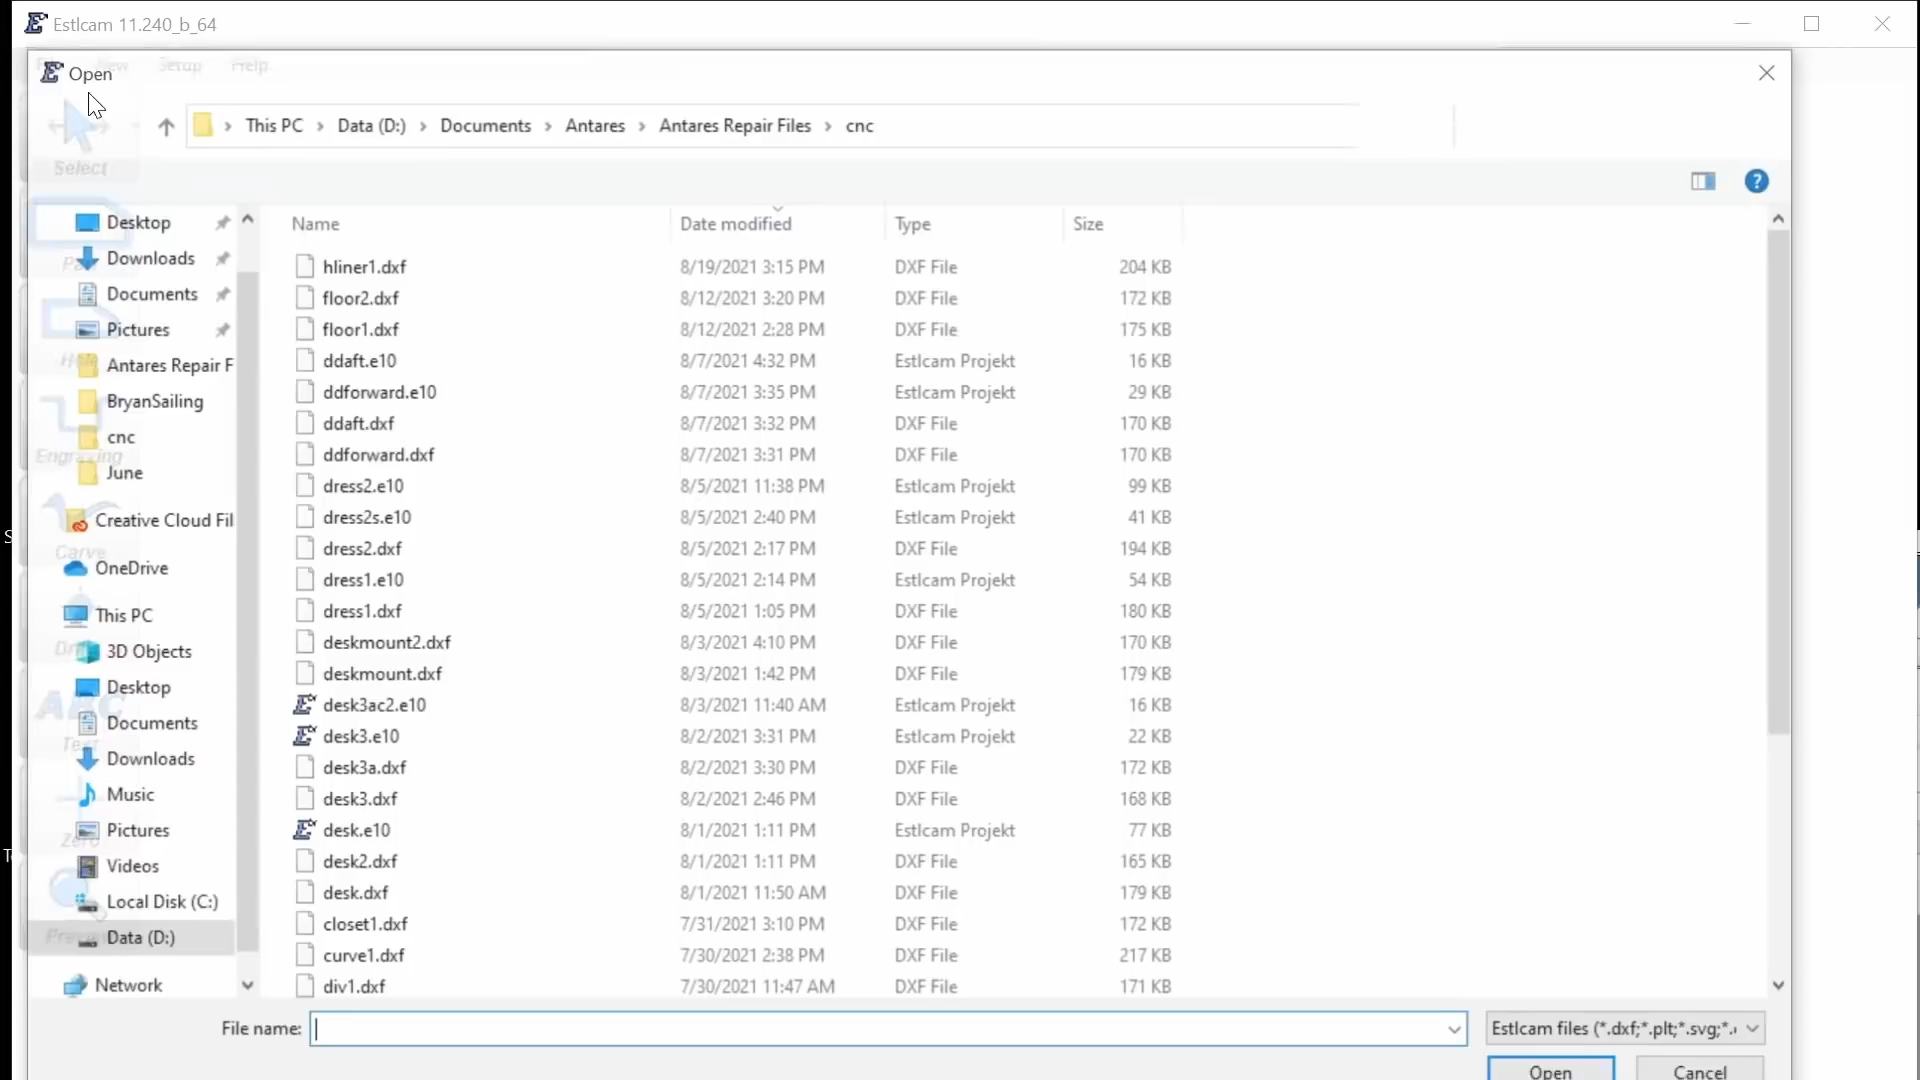 Estlcam 11.240_b_64
New Setup Help
Open
This PC › Data (D:) › Documents › Antares › Antares Repair Files › cnc
Select
Name Date modified Type Size
Desktop
Downloads
Documents
Pictures
Antares Repair F
BryanSailing
cnc
June
Engraving
Creative Cloud Fil
Carve
OneDrive
This PC
3D Objects
Desktop
Documents
Text
Downloads
Music
Pictures
Zero
Videos
Local Disk (C:)
Data (D:)
Network
hliner1.dxf 8/19/2021 3:15 PM DXF File 204 KB
floor2.dxf 8/12/2021 3:20 PM DXF File 172 KB
floor1.dxf 8/12/2021 2:28 PM DXF File 175 KB
ddaft.e10 8/7/2021 4:32 PM Estlcam Projekt 16 KB
ddforward.e10 8/7/2021 3:35 PM Estlcam Projekt 29 KB
ddaft.dxf 8/7/2021 3:32 PM DXF File 170 KB
ddforward.dxf 8/7/2021 3:31 PM DXF File 170 KB
dress2.e10 8/5/2021 11:38 PM Estlcam Projekt 99 KB
dress2s.e10 8/5/2021 2:40 PM Estlcam Projekt 41 KB
dress2.dxf 8/5/2021 2:17 PM DXF File 194 KB
dress1.e10 8/5/2021 2:14 PM Estlcam Projekt 54 KB
dress1.dxf 8/5/2021 1:05 PM DXF File 180 KB
deskmount2.dxf 8/3/2021 4:10 PM DXF File 170 KB
deskmount.dxf 8/3/2021 1:42 PM DXF File 179 KB
desk3ac2.e10 8/3/2021 11:40 AM Estlcam Projekt 16 KB
desk3.e10 8/2/2021 3:31 PM Estlcam Projekt 22 KB
desk3a.dxf 8/2/2021 3:30 PM DXF File 172 KB
desk3.dxf 8/2/2021 2:46 PM DXF File 168 KB
desk.e10 8/1/2021 1:11 PM Estlcam Projekt 77 KB
desk2.dxf 8/1/2021 1:11 PM DXF File 165 KB
desk.dxf 8/1/2021 11:50 AM DXF File 179 KB
closet1.dxf 7/31/2021 3:10 PM DXF File 172 KB
curve1.dxf 7/30/2021 2:38 PM DXF File 217 KB
div1.dxf 7/30/2021 11:47 AM DXF File 171 KB
File name: Estlcam files (*.dxf;*.plt;*.svg;*.
Open Cancel